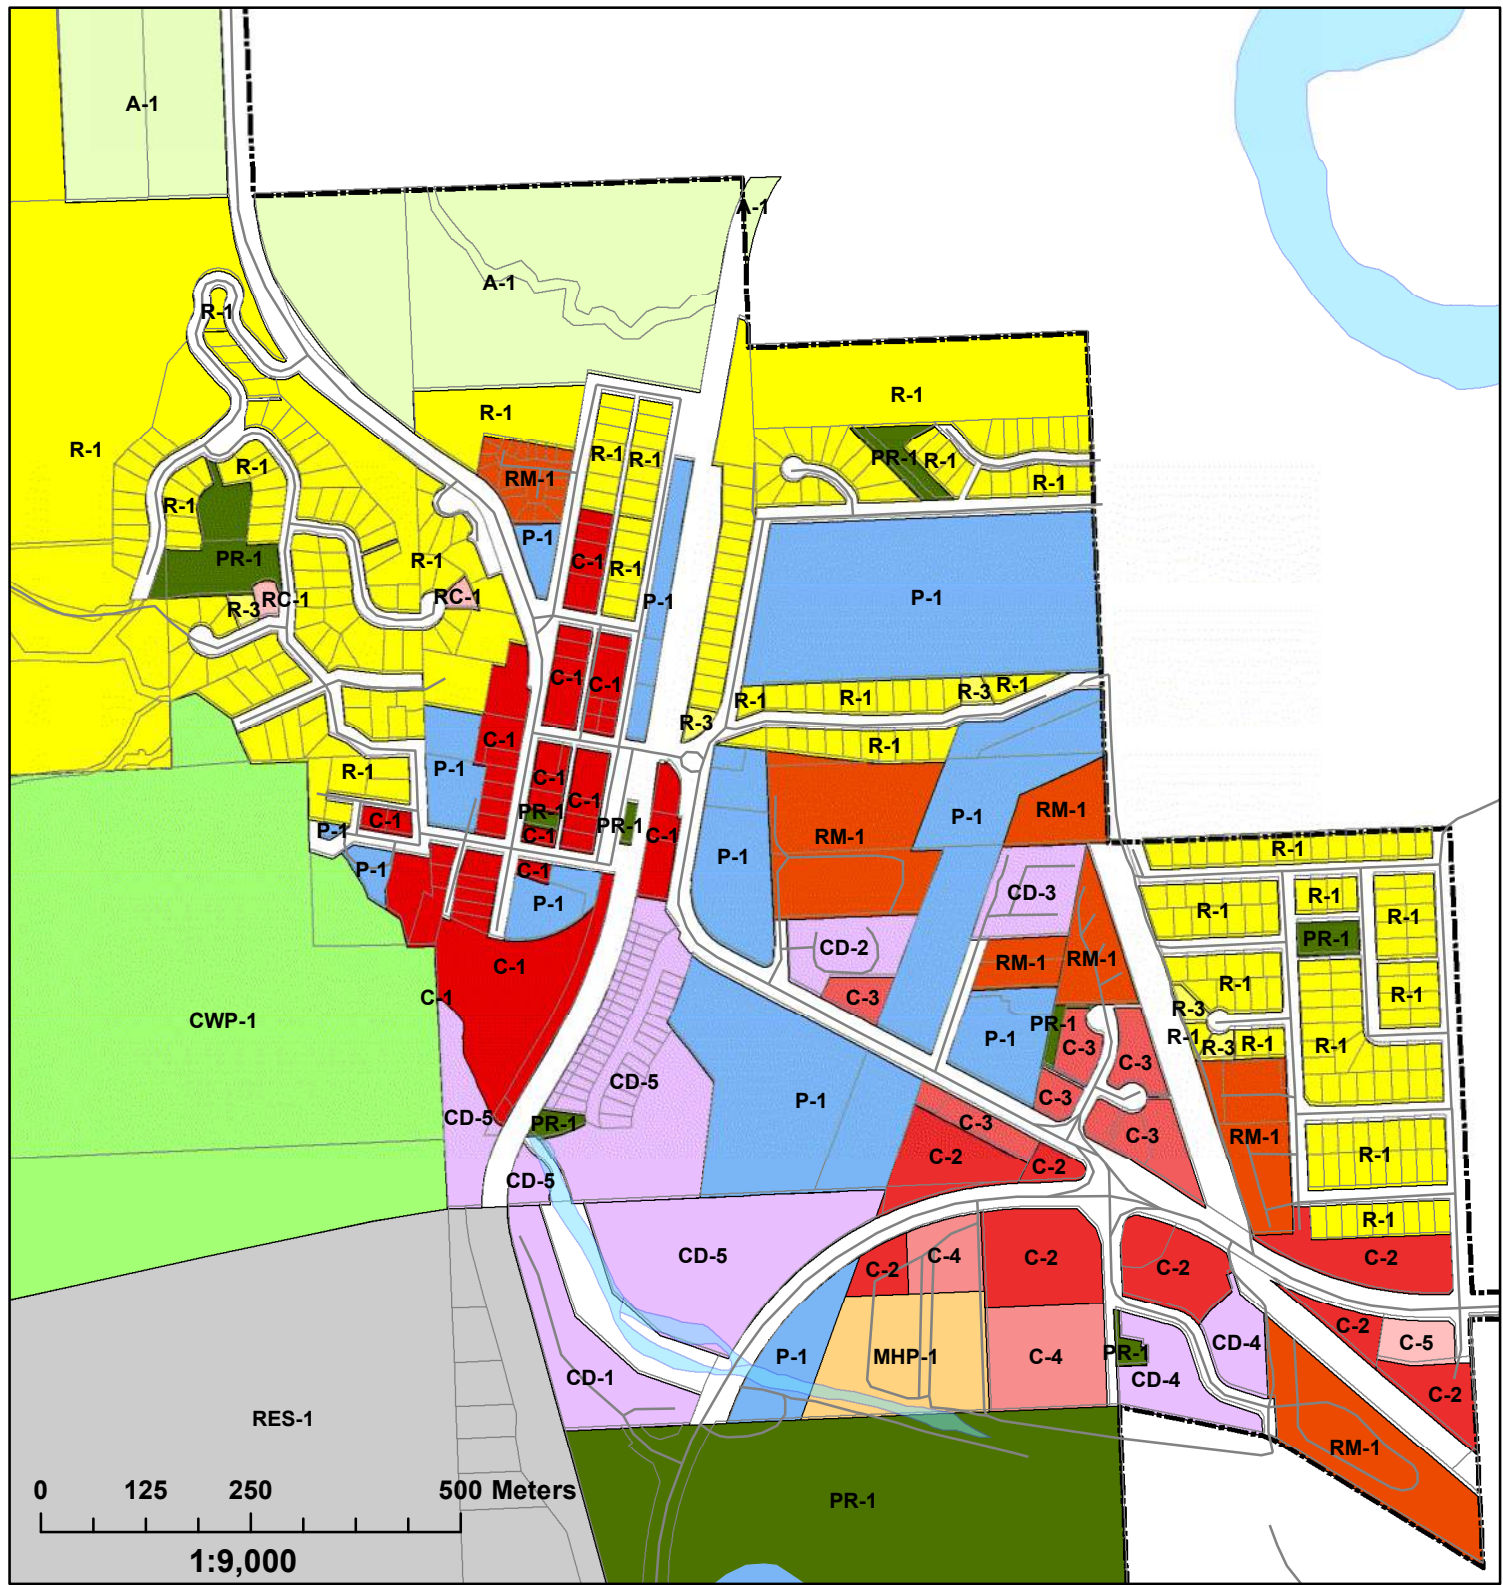 A-1
A-1
A-1
R-1
R-1
R-1
R-1
R-1
R-1
R-1
R-1
PR-1
R-1
R-1
R-1
RM-1
P-1
C-1
R-1
R-1
PR-1
RC-1
R-3
RC-1
P-1
P-1
C-1
C-1
R-1
R-1
R-3
R-1
R-3
C-1
R-1
R-1
P-1
C-1
PR-1
C-1
C-1
PR-1
C-1
C-1
P-1
P-1
RM-1
P-1
RM-1
R-1
P-1
C-1
P-1
CD-3
R-1
R-1
R-1
PR-1
CD-2
RM-1
RM-1
C-1
C-1
C-3
R-1
R-1
R-3
CWP-1
PR-1
P-1
R-1
R-3
R-1
R-1
C-3
C-3
CD-5
P-1
C-3
CD-5
PR-1
C-3
C-3
RM-1
C-2
C-2
R-1
CD-5
R-1
CD-5
C-2
C-4
C-2
C-2
C-2
C-2
C-5
P-1
MHP-1
C-4
PR-1
CD-4
CD-4
CD-1
C-2
RES-1
RM-1
PR-1
0 125 250 500 Meters
1:9,000